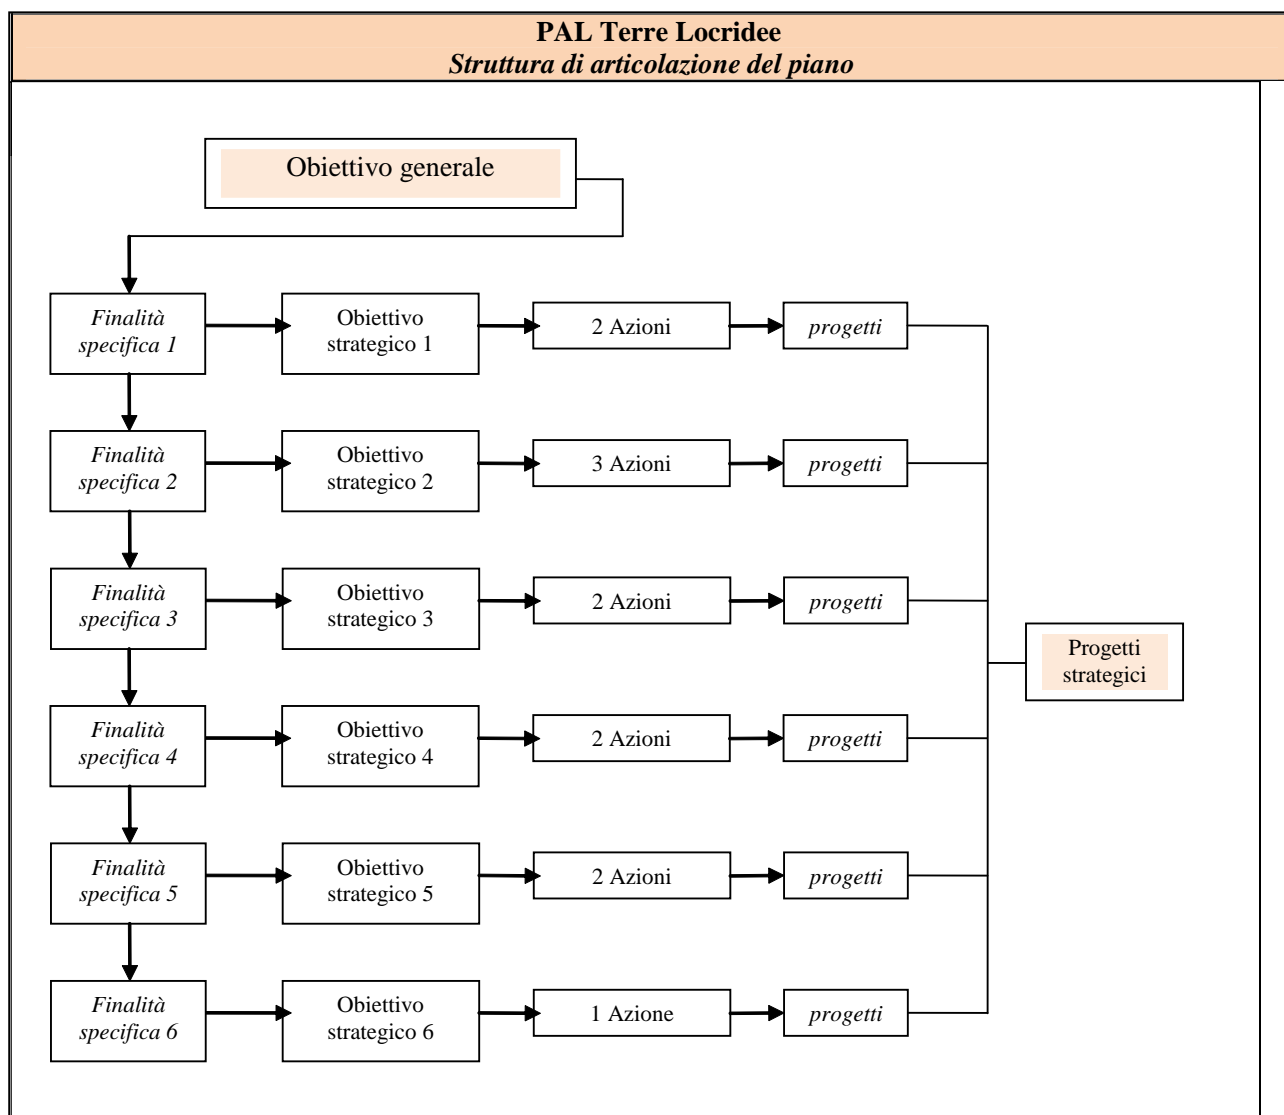 PAL Terre Locridee
Struttura di articolazione del piano
Obiettivo generale
Finalità
specifica 1
Obiettivo
strategico 1
2 Azioni
progetti
Finalità
specifica 2
Obiettivo
strategico 2
3 Azioni
progetti
Finalità
specifica 3
Obiettivo
strategico 3
2 Azioni
progetti
Progetti
strategici
Finalità
specifica 4
Obiettivo
strategico 4
2 Azioni
progetti
Finalità
specifica 5
Obiettivo
strategico 5
2 Azioni
progetti
Finalità
specifica 6
Obiettivo
strategico 6
1 Azione
progetti